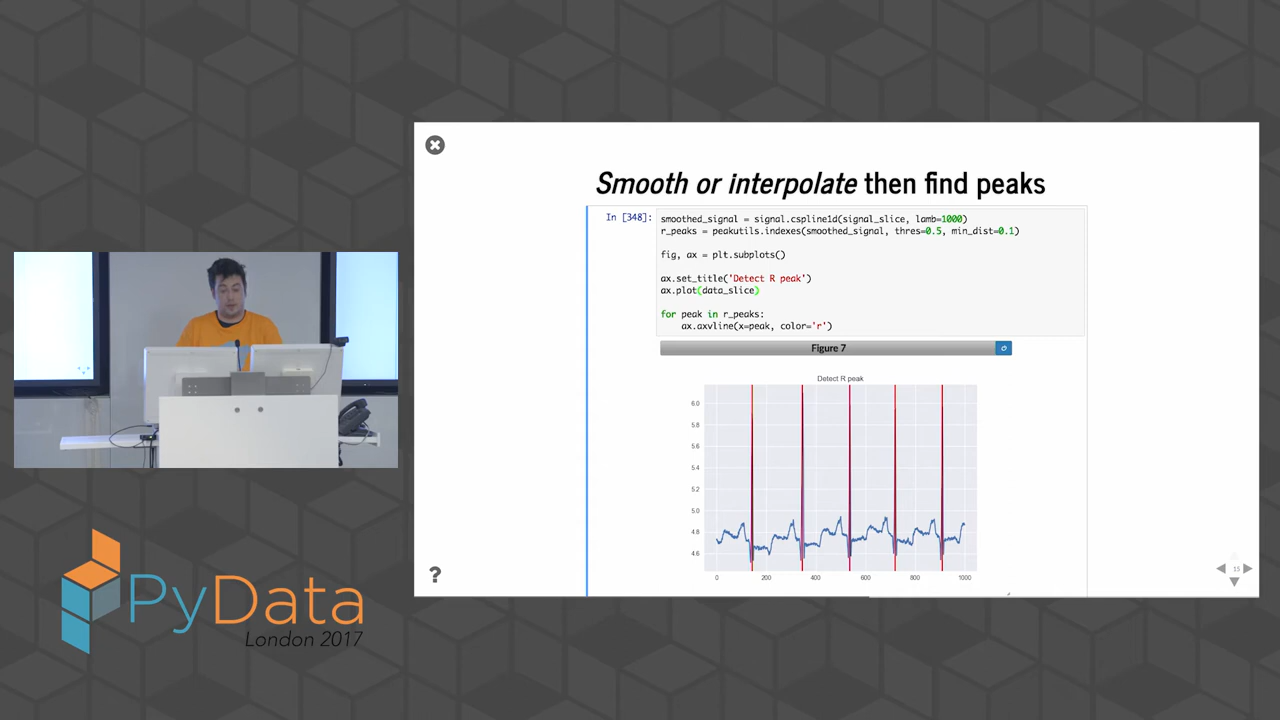 Smooth or interpolate then find peaks
In [348]:
smoothed_signal = signal.cspline1d(signal_slice, lamb=1000)
r_peaks = peakutils.indexes(smoothed_signal, thres=0.5, min_dist=0.1)
fig, ax = plt.subplots()
ax.set_title('Detect R peak')
ax.plot(data_slice)
for peak in r_peaks:
ax.axvline(x=peak, color='r')
Figure 7
Detect R peak
6.0
5.8
5.6
5.4
5.2
5.0
4.8
4.6
0 200 400 600 800 1000
?
15
PyData
London 2017